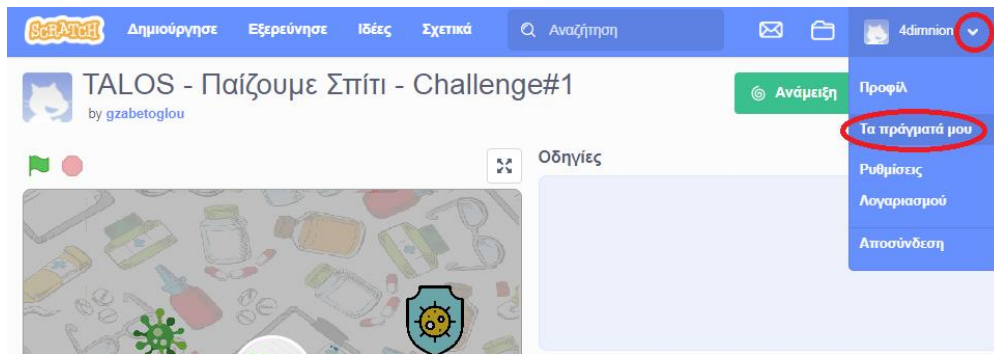 SCRATCH Δημιούργησε Εξερεύνησε Ιδέες Σχετικά Αναζήτηση 4dimnion
TALOS - Παίζουμε Σπίτι - Challenge#1
by gzabetoglou
Ανάμειξη
Προφίλ
Τα πράγματά μου
Ρυθμίσεις
Λογαριασμού
Αποσύνδεση
Οδηγίες